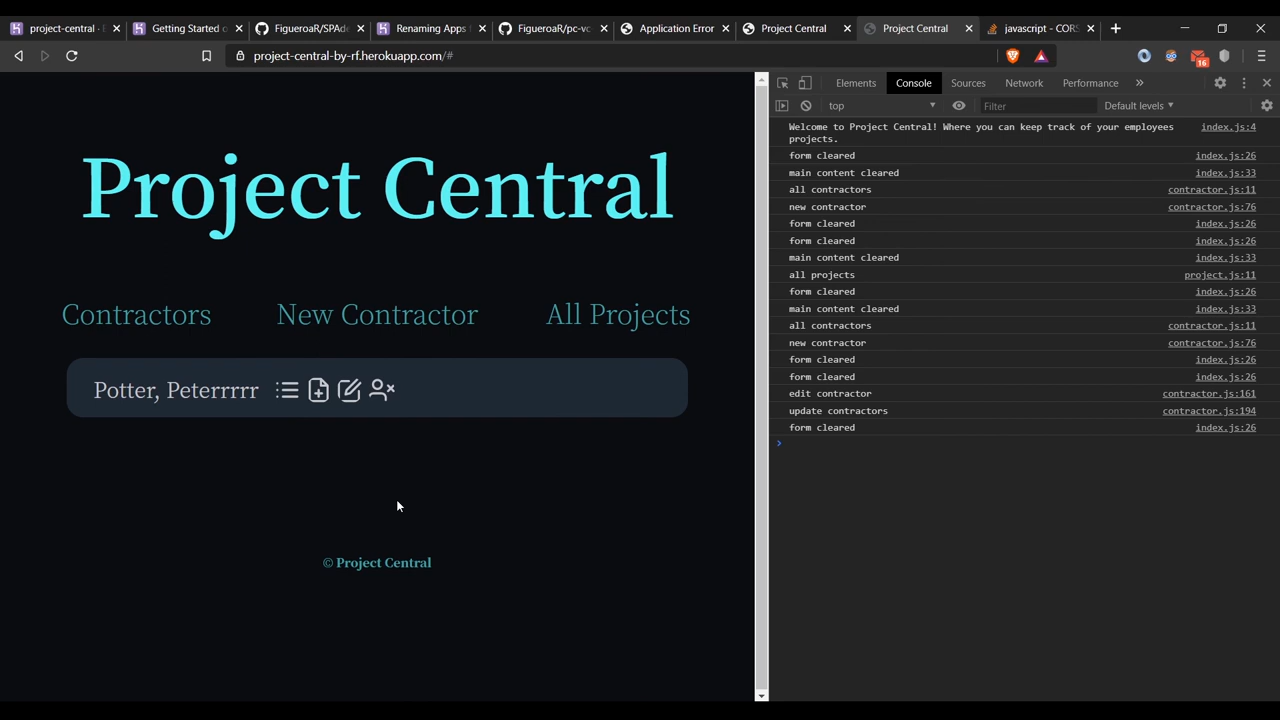 project-central - E
Getting Started o
FigueroaR/SPAde
Renaming Apps f
FigueroaR/pc-vc
Application Error
Project Central
Project Central
javascript - CORS
project-central-by-rf.herokuapp.com/#
16
Project Central
Contractors
New Contractor
All Projects
Potter, Peterrrrr
© Project Central
Elements
Console
Sources
Network
Performance
»
top
Filter
Default levels
Welcome to Project Central! Where you can keep track of your employees index.js:4
projects.
form cleared index.js:26
main content cleared index.js:33
all contractors contractor.js:11
new contractor contractor.js:76
form cleared index.js:26
form cleared index.js:26
main content cleared index.js:33
all projects project.js:11
form cleared index.js:26
main content cleared index.js:33
all contractors contractor.js:11
new contractor contractor.js:76
form cleared index.js:26
form cleared index.js:26
edit contractor contractor.js:161
update contractors contractor.js:194
form cleared index.js:26